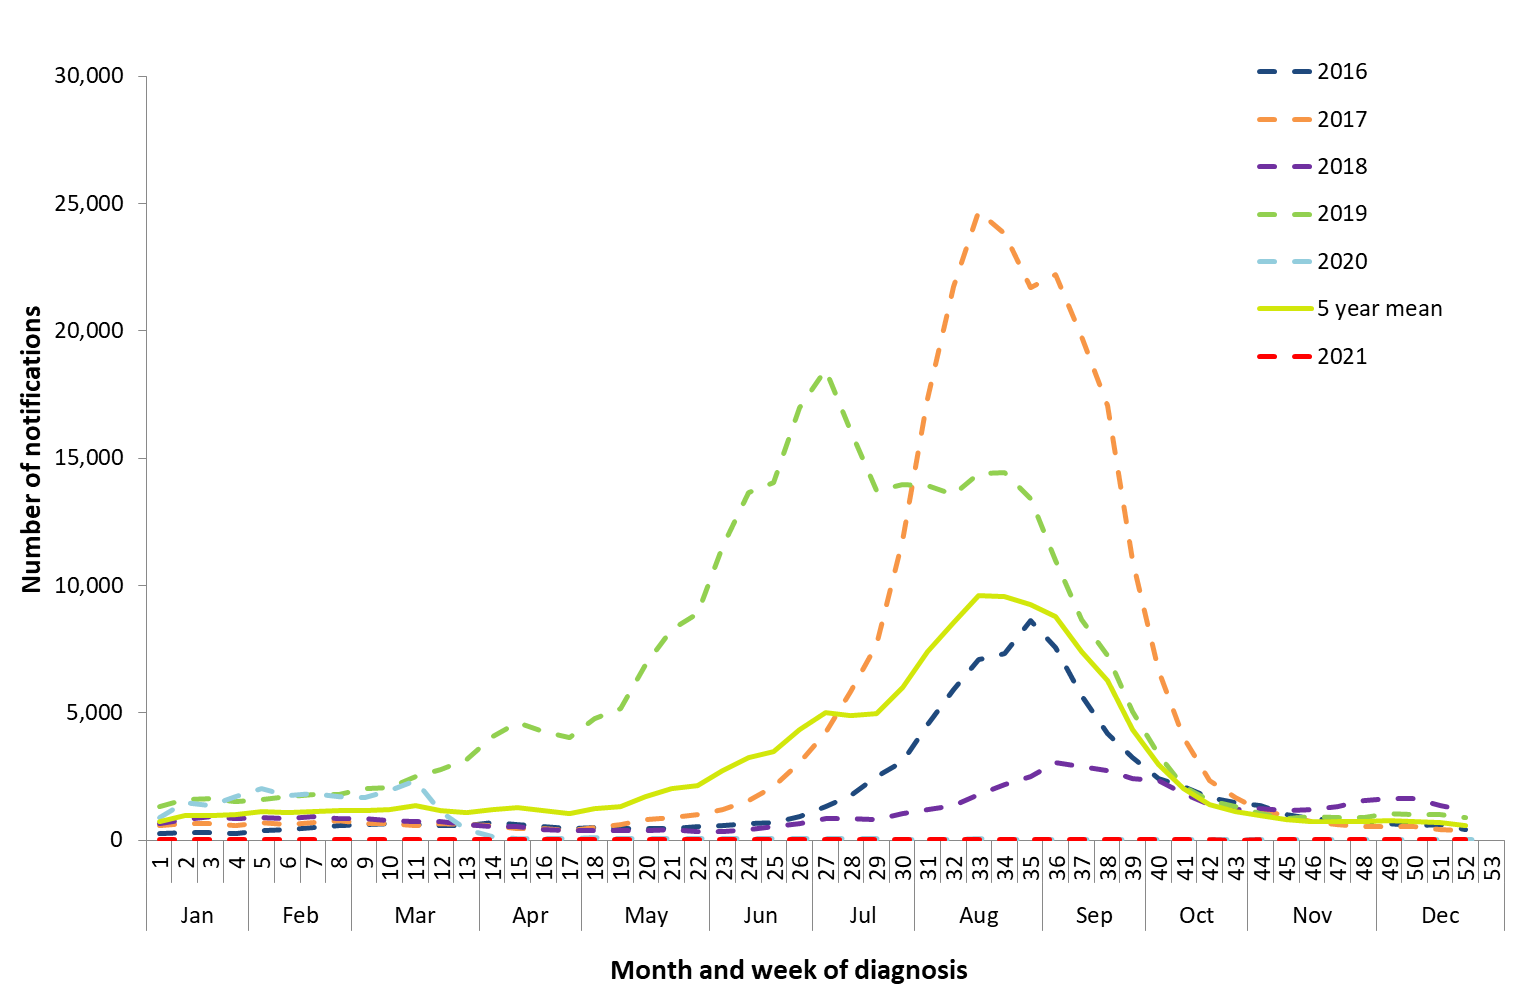 30,000
25,000
20,000
15,000
10,000
5,000
0
Number of notifications
2016
2017
2018
2019
2020
5 year mean
2021
1 2 3 4 5 6 7 8 9 10 11 12 13 14 15 16 17 18 19 20 21 22 23 24 25 26 27 28 29 30 31 32 33 34 35 36 37 38 39 40 41 42 43 44 45 46 47 48 49 50 51 52 53
Jan Feb Mar Apr May Jun Jul Aug Sep Oct Nov Dec
Month and week of diagnosis